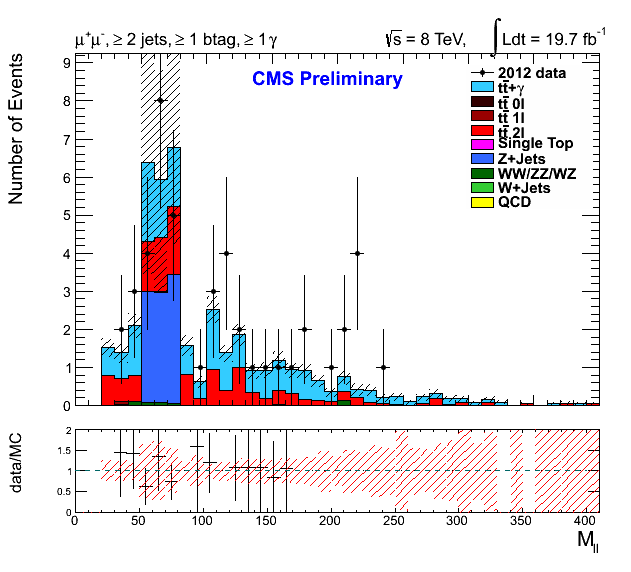 μ⁺μ⁻, ≥ 2 jets, ≥ 1 btag, ≥ 1 γ
√s = 8 TeV, ∫ Ldt = 19.7 fb⁻¹
CMS Preliminary
Number of Events
9
8
7
6
5
4
3
2
1
0
2012 data
tt̄+γ
tt̄ 0l
tt̄ 1l
tt̄ 2l
Single Top
Z+Jets
WW/ZZ/WZ
W+Jets
QCD
data/MC
2
1.5
1
0.5
0
0 50 100 150 200 250 300 350 400
M_ll